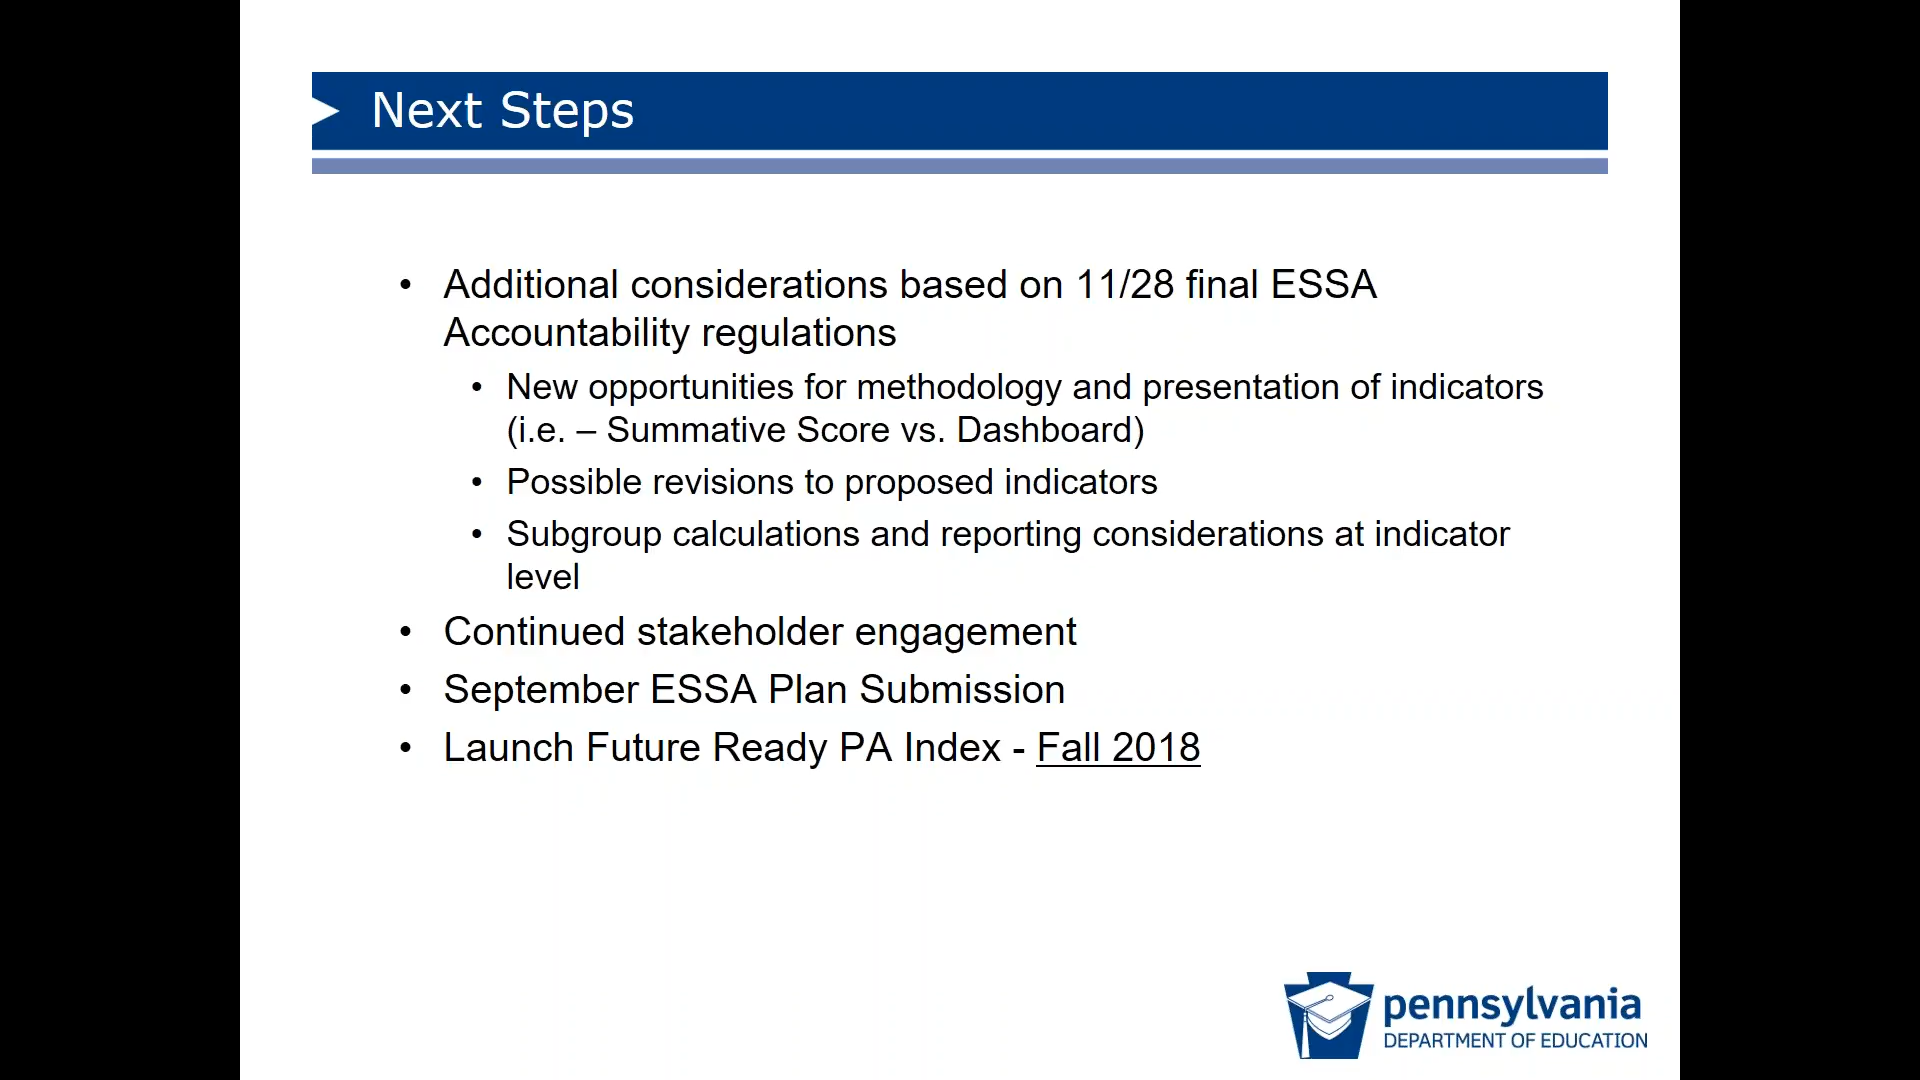 Next Steps
• Additional considerations based on 11/28 final ESSA
Accountability regulations
• New opportunities for methodology and presentation of indicators
(i.e. – Summative Score vs. Dashboard)
• Possible revisions to proposed indicators
• Subgroup calculations and reporting considerations at indicator
level
• Continued stakeholder engagement
• September ESSA Plan Submission
• Launch Future Ready PA Index - Fall 2018
pennsylvania
DEPARTMENT OF EDUCATION